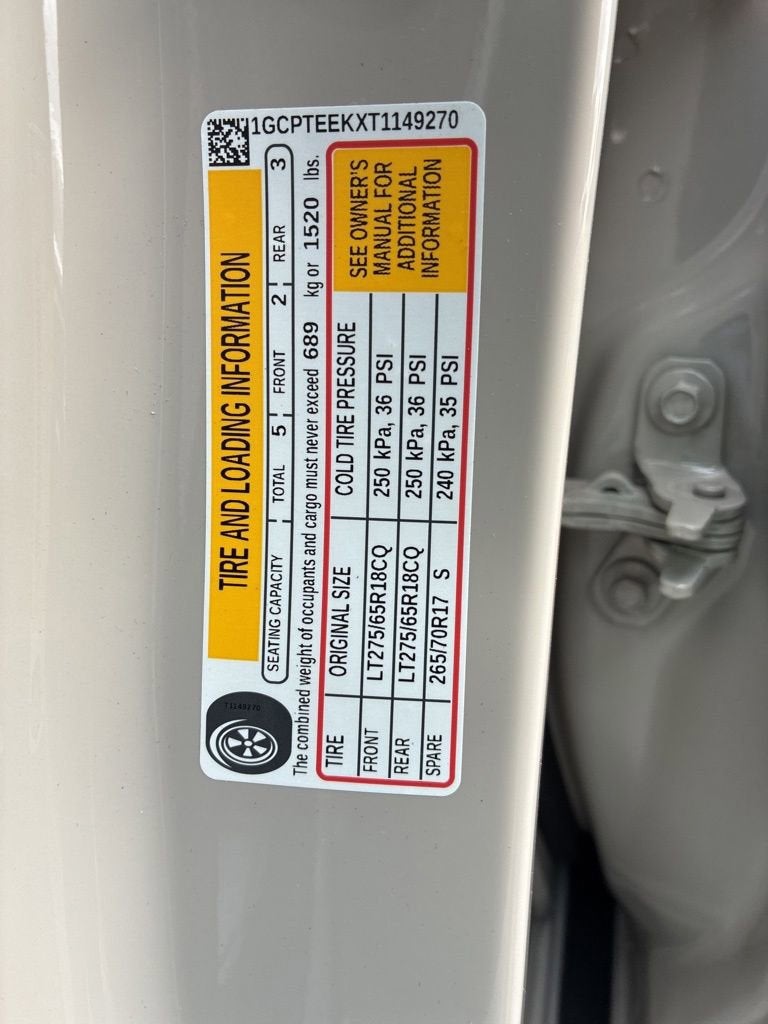 1GCPTEEKXT1149270
TIRE AND LOADING INFORMATION
SEATING CAPACITY TOTAL 5 FRONT 2 REAR 3
The combined weight of occupants and cargo must never exceed 689 kg or 1520 lbs.
TIRE ORIGINAL SIZE COLD TIRE PRESSURE
FRONT LT275/65R18CQ 250 kPa, 36 PSI
REAR LT275/65R18CQ 250 kPa, 36 PSI
SPARE 265/70R17 S 240 kPa, 35 PSI
SEE OWNER'S
MANUAL FOR
ADDITIONAL
INFORMATION
T1149270